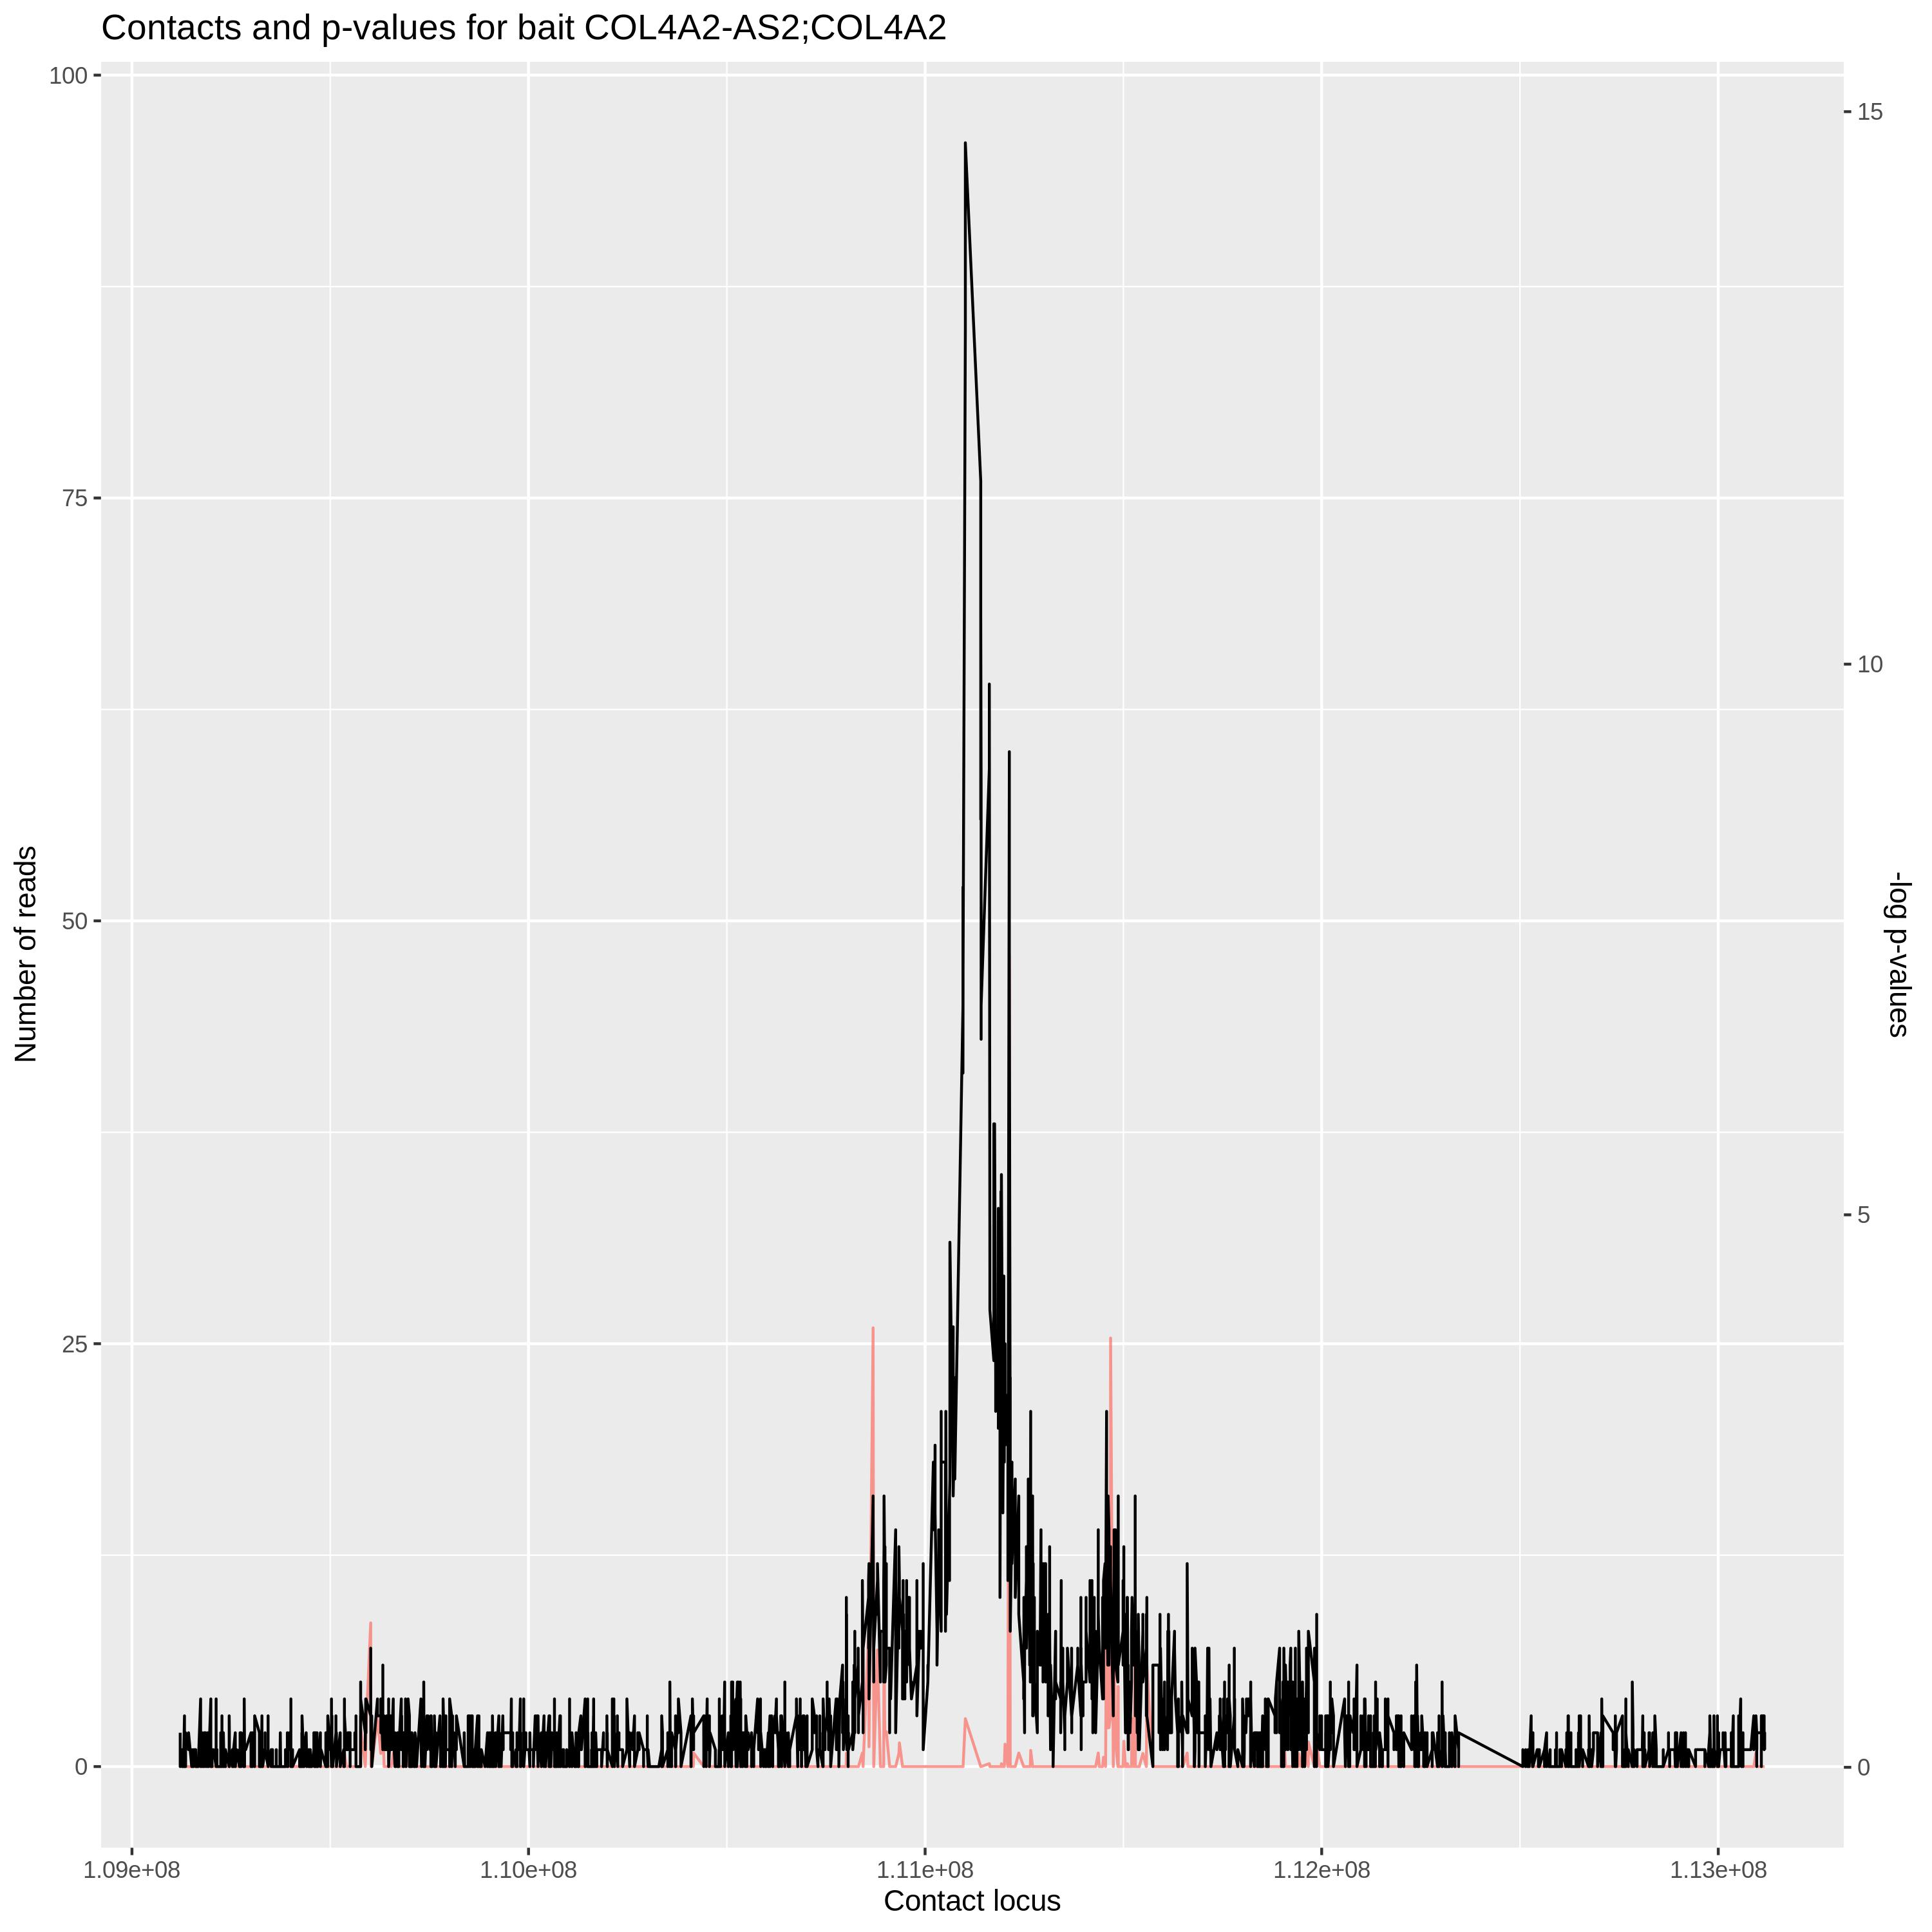 Contacts and p-values for bait COL4A2-AS2;COL4A2
100
75
50
25
0
15
10
5
0
Number of reads
-log p-values
1.09e+08
1.10e+08
1.11e+08
1.12e+08
1.13e+08
Contact locus